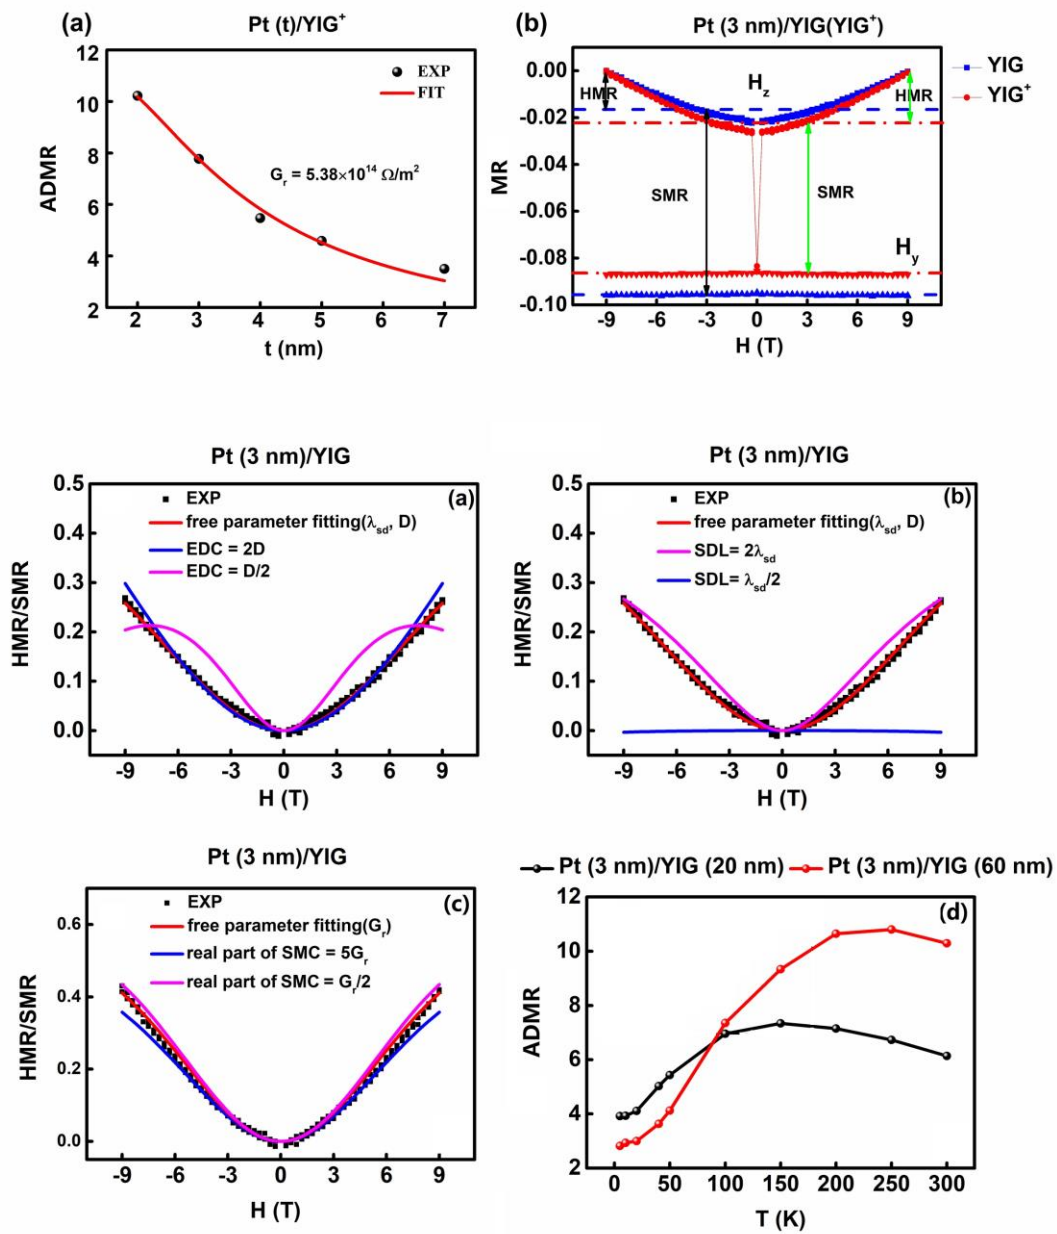 (a)
Pt (t)/YIG⁺
12
10
8
6
4
2
ADMR
EXP
FIT
Gᵣ = 5.38×10¹⁴ Ω/m²
2 3 4 5 6 7
t (nm)
(b)
Pt (3 nm)/YIG(YIG⁺)
0.00
-0.02
-0.04
-0.06
-0.08
-0.10
MR
HMR
H_z
HMR
SMR
SMR
H_y
YIG
YIG⁺
-9 -6 -3 0 3 6 9
H (T)
Pt (3 nm)/YIG
(a)
0.5
0.4
0.3
0.2
0.1
0.0
HMR/SMR
EXP
free parameter fitting(λ_sd, D)
EDC = 2D
EDC = D/2
-9 -6 -3 0 3 6 9
H (T)
Pt (3 nm)/YIG
(b)
0.5
0.4
0.3
0.2
0.1
0.0
HMR/SMR
EXP
free parameter fitting(λ_sd, D)
SDL= 2λ_sd
SDL= λ_sd/2
-9 -6 -3 0 3 6 9
H (T)
Pt (3 nm)/YIG
(c)
0.6
0.4
0.2
0.0
HMR/SMR
EXP
free parameter fitting(Gᵣ)
real part of SMC = 5Gᵣ
real part of SMC = Gᵣ/2
-9 -6 -3 0 3 6 9
H (T)
Pt (3 nm)/YIG (20 nm) Pt (3 nm)/YIG (60 nm)
(d)
12
10
8
6
4
2
ADMR
0 50 100 150 200 250 300
T (K)